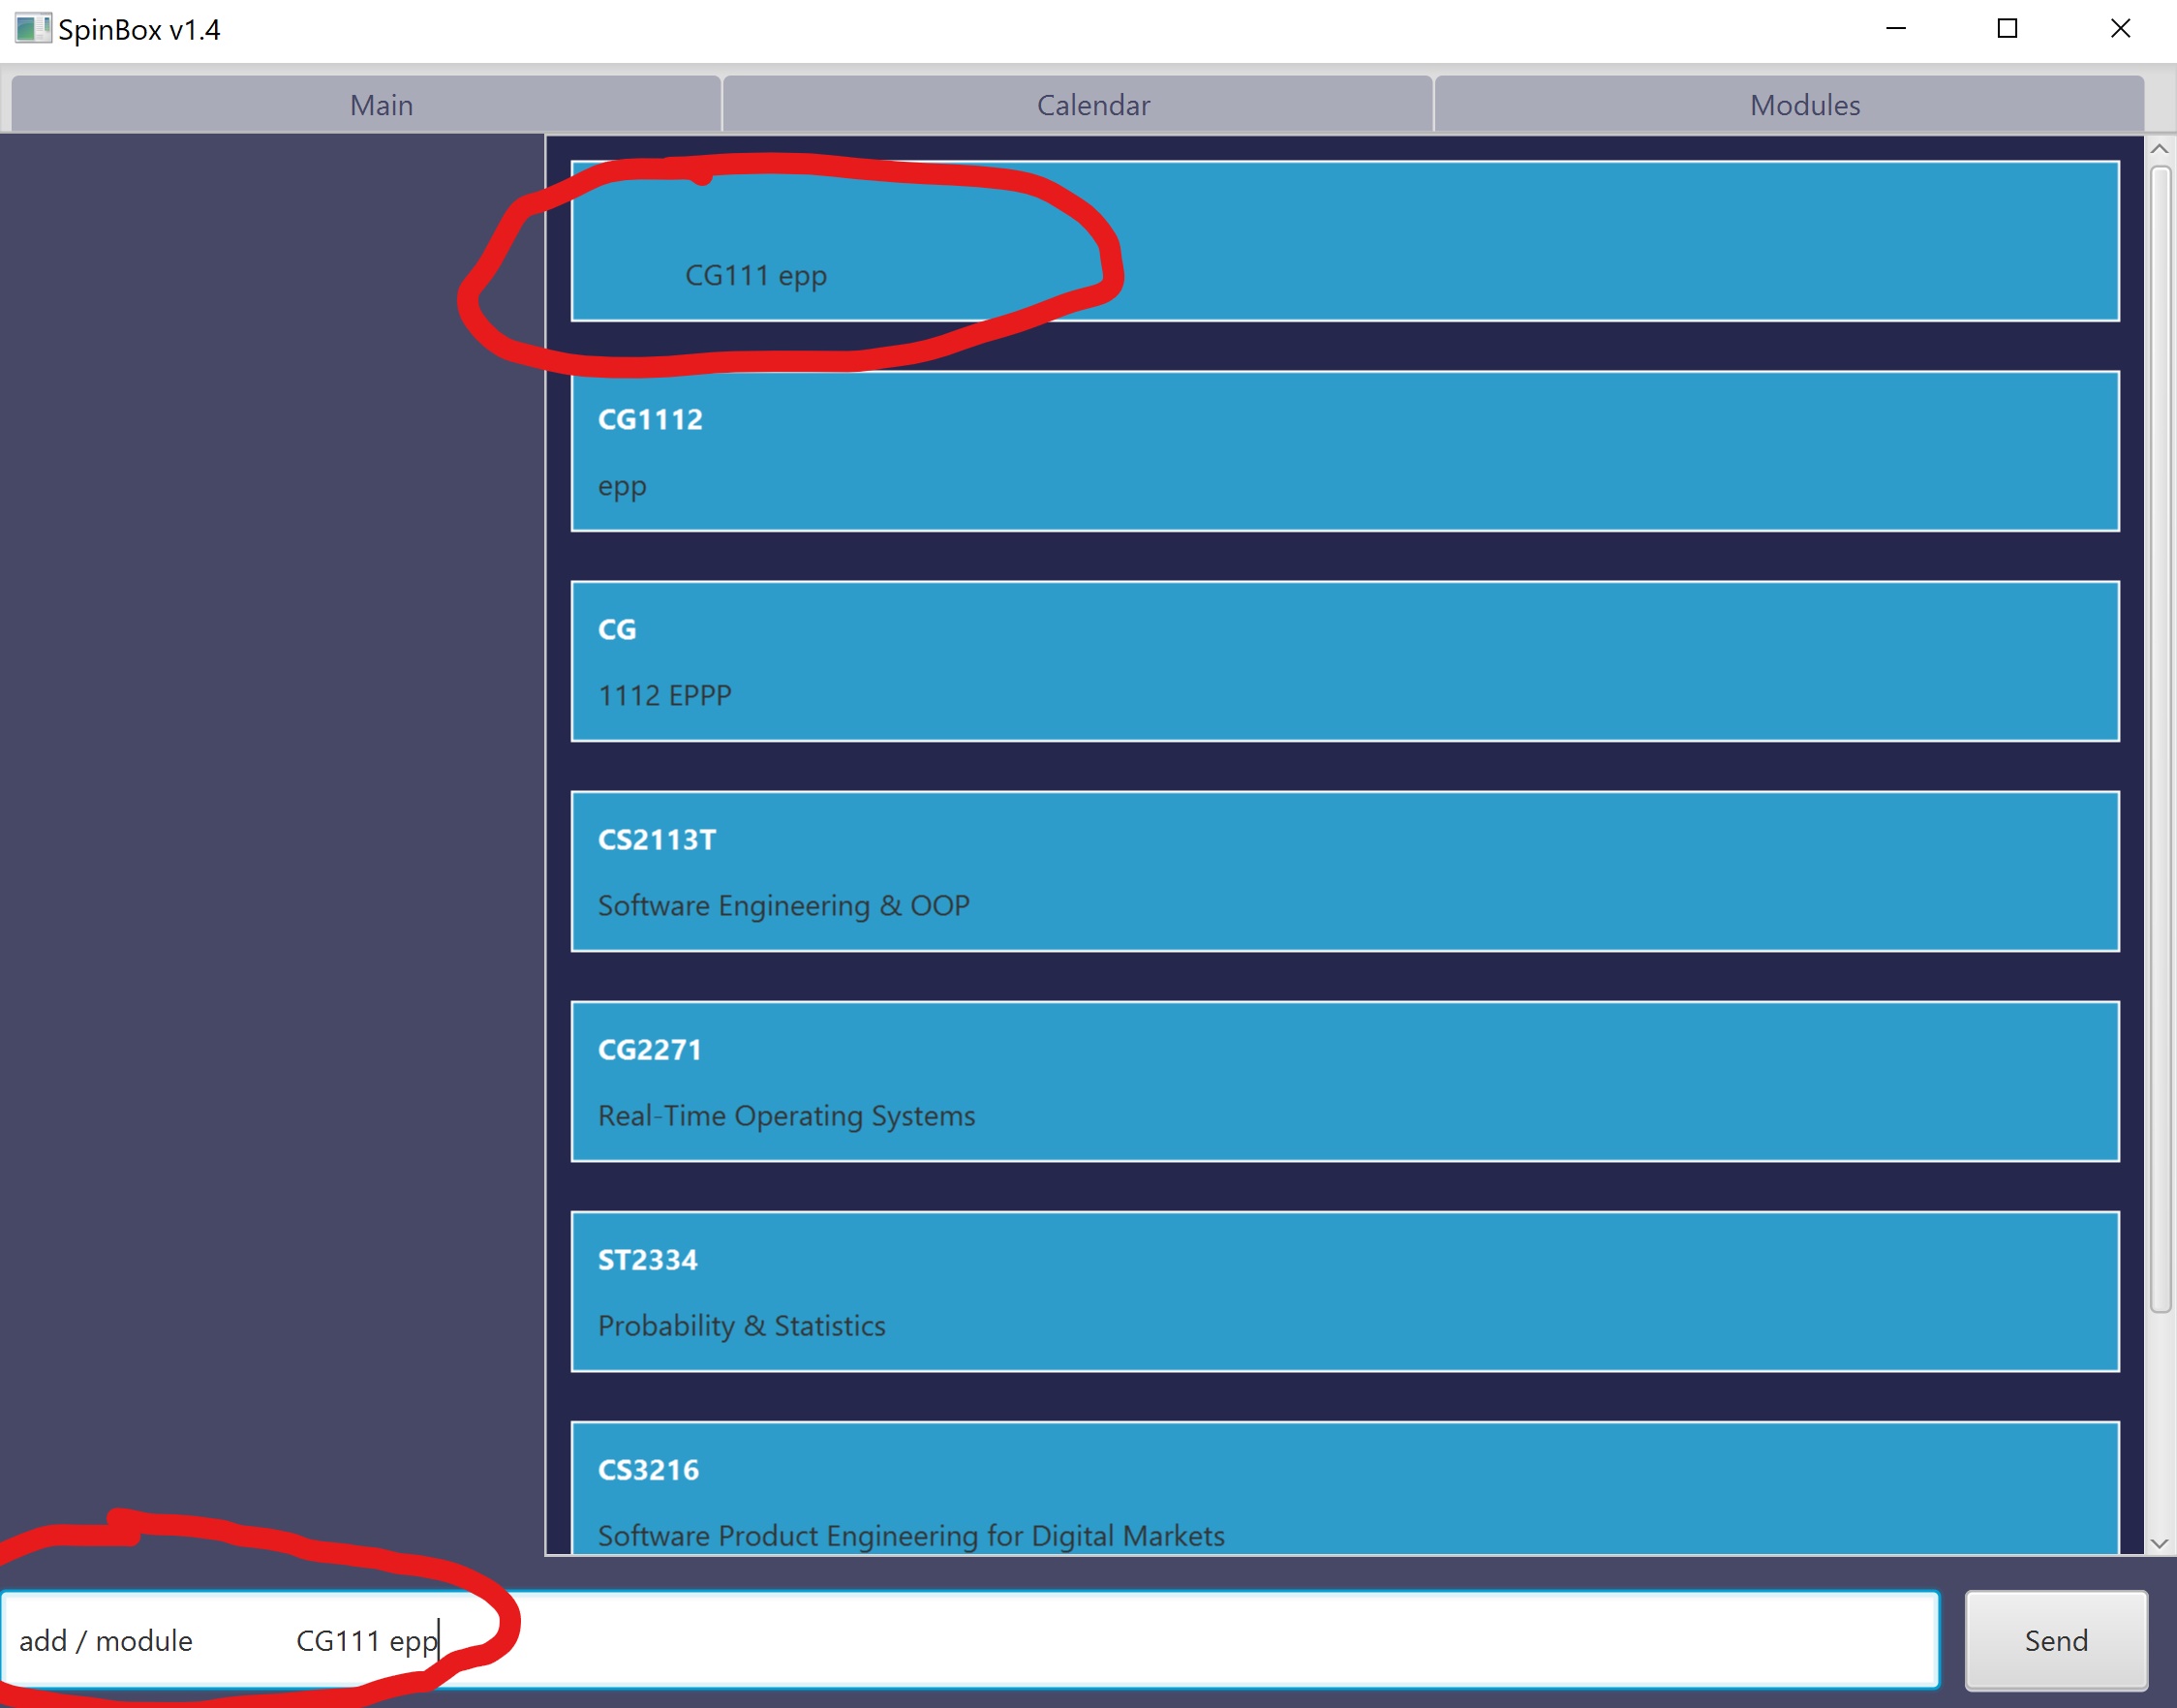 SpinBox v1.4
Main Calendar Modules
CG111 epp
CG1112
epp
CG
1112 EPPP
CS2113T
Software Engineering & OOP
CG2271
Real-Time Operating Systems
ST2334
Probability & Statistics
CS3216
Software Product Engineering for Digital Markets
add / module            CG111 epp
Send